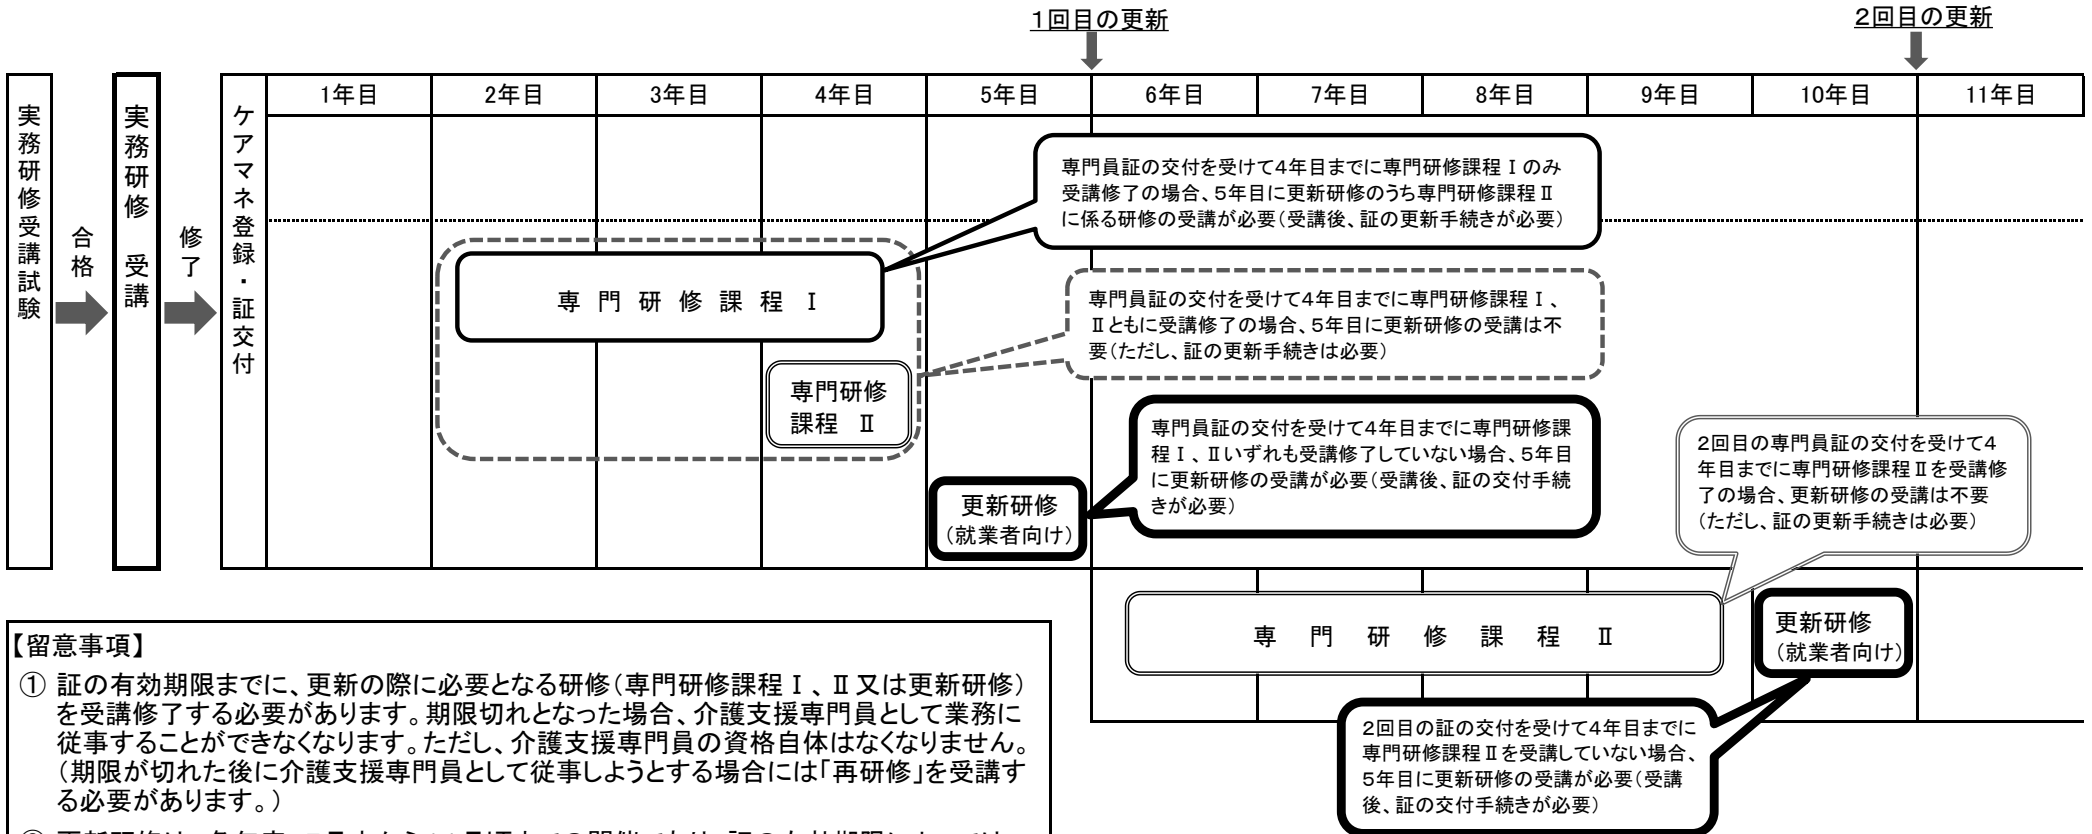 1回目の更新
2回目の更新
実務研修受講試験
合格
実務研修 受講
修了
ケアマネ登録・証交付
1年目
2年目
3年目
4年目
5年目
6年目
7年目
8年目
9年目
10年目
11年目
専門員証の交付を受けて4年目までに専門研修課程Ⅰのみ
受講修了の場合、5年目に更新研修のうち専門研修課程Ⅱ
に係る研修の受講が必要(受講後、証の更新手続きが必要)
専門研修課程Ⅰ
専門員証の交付を受けて4年目までに専門研修課程Ⅰ、
Ⅱともに受講修了の場合、5年目に更新研修の受講は不
要(ただし、証の更新手続きは必要)
専門研修
課程 Ⅱ
専門員証の交付を受けて4年目までに専門研修課
程Ⅰ、Ⅱいずれも受講修了していない場合、5年目
に更新研修の受講が必要(受講後、証の交付手続
きが必要)
2回目の専門員証の交付を受けて4
年目までに専門研修課程Ⅱを受講修
了の場合、更新研修の受講は不要
(ただし、証の更新手続きは必要)
更新研修
(就業者向け)
専門研修課程Ⅱ
更新研修
(就業者向け)
2回目の証の交付を受けて4年目までに
専門研修課程Ⅱを受講していない場合、
5年目に更新研修の受講が必要(受講
後、証の交付手続きが必要)
【留意事項】
① 証の有効期限までに、更新の際に必要となる研修(専門研修課程Ⅰ、Ⅱ又は更新研修)
を受講修了する必要があります。期限切れとなった場合、介護支援専門員として業務に
従事することができなくなります。ただし、介護支援専門員の資格自体はなくなりません。
(期限が切れた後に介護支援専門員として従事しようとする場合には「再研修」を受講す
る必要があります。)